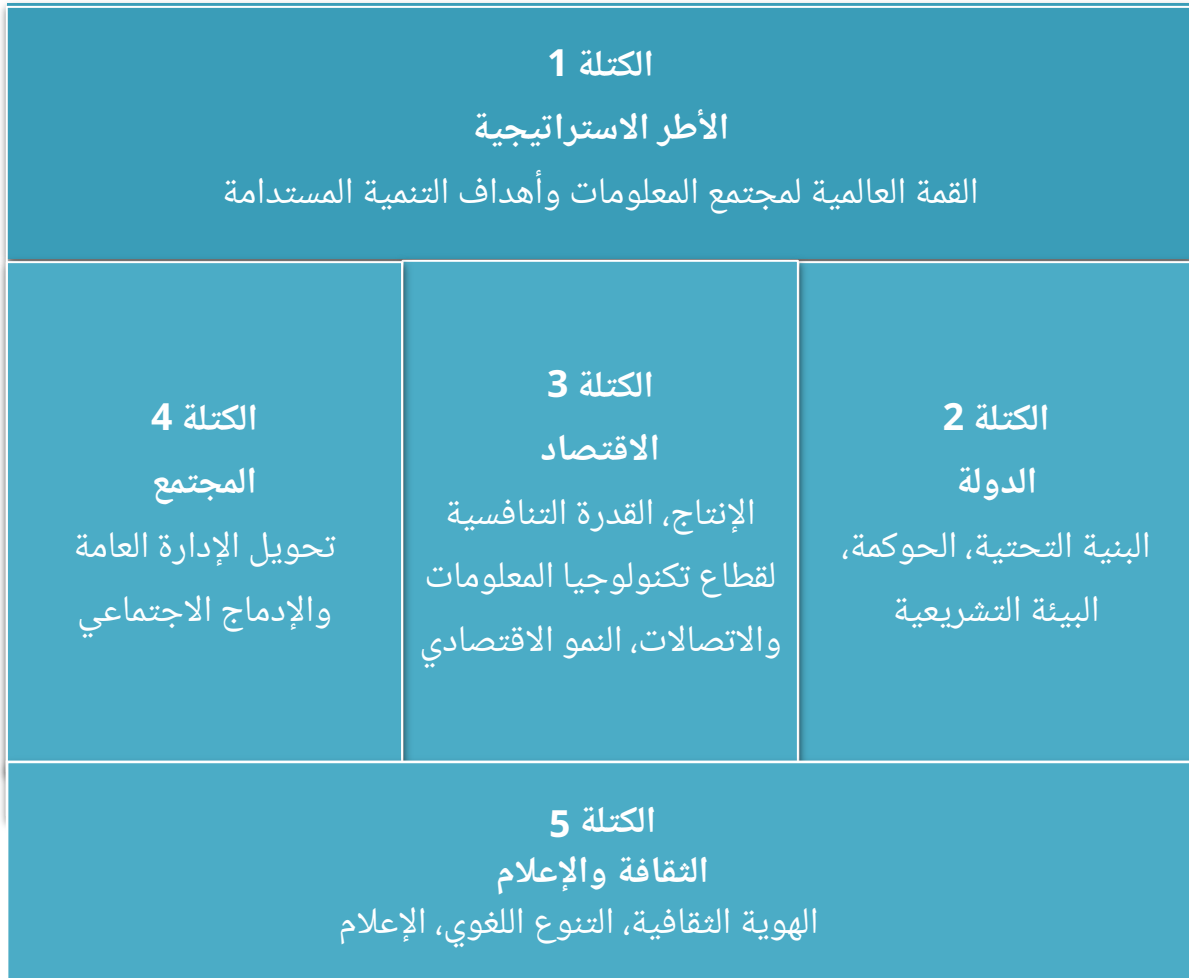 الكتلة 1
الأطر الاستراتيجية
القمة العالمية لمجتمع المعلومات وأهداف التنمية المستدامة
الكتلة 2
الدولة
البنية التحتية، الحوكمة،
البيئة التشريعية
الكتلة 3
الاقتصاد
الإنتاج، القدرة التنافسية
لقطاع تكنولوجيا المعلومات
والاتصالات، النمو الاقتصادي
الكتلة 4
المجتمع
تحويل الإدارة العامة
والإدماج الاجتماعي
الكتلة 5
الثقافة والإعلام
الهوية الثقافية، التنوع اللغوي، الإعلام